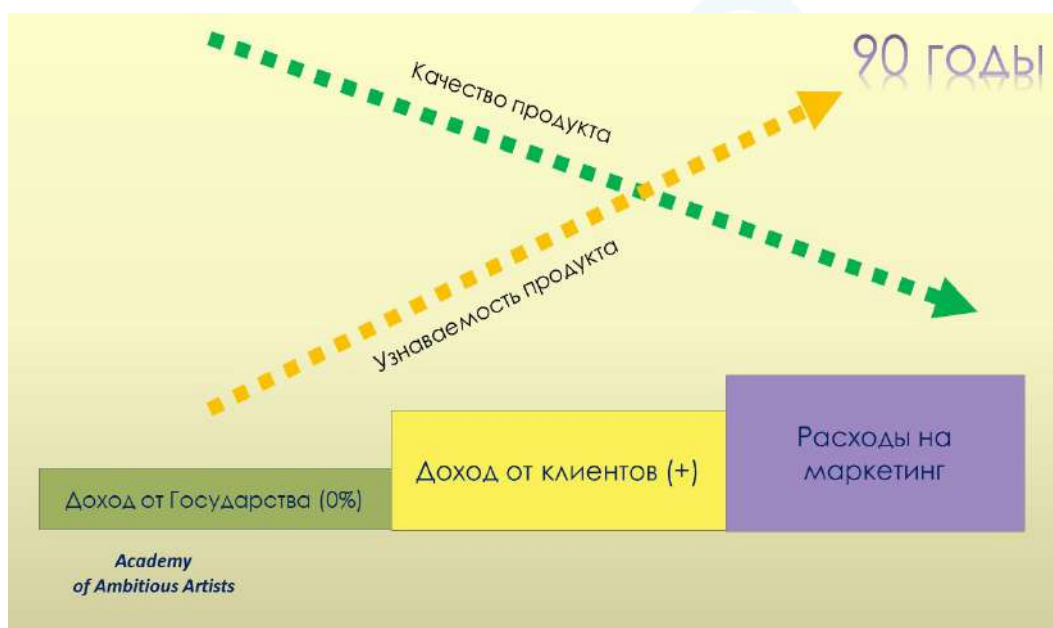 90 годы
Качество продукта
Узнаваемость продукта
Доход от Государства (0%)
Доход от клиентов (+)
Расходы на
маркетинг
Academy
of Ambitious Artists